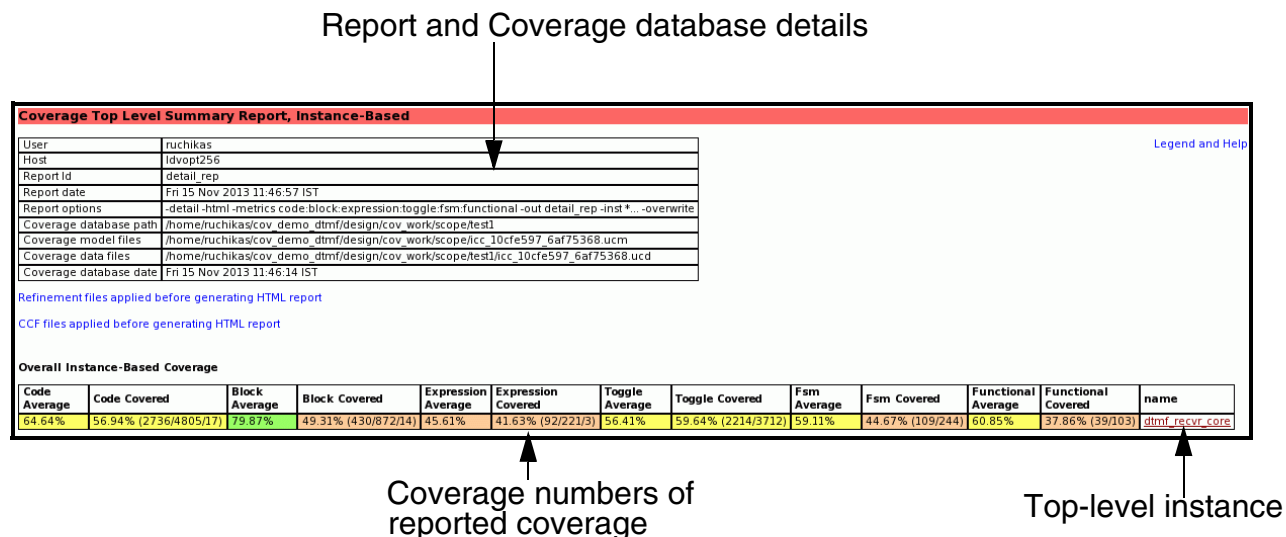 Report and Coverage database details
Coverage Top Level Summary Report, Instance-Based
Legend and Help
User ruchikas
Host ldvopt256
Report Id detail_rep
Report date Fri 15 Nov 2013 11:46:57 IST
Report options -detail -html -metrics code:block:expression:toggle:fsm:functional -out detail_rep -inst *... -overwrite
Coverage database path /home/ruchikas/cov_demo_dtmf/design/cov_work/scope/test1
Coverage model files /home/ruchikas/cov_demo_dtmf/design/cov_work/scope/icc_10cfe597_6af75368.ucm
Coverage data files /home/ruchikas/cov_demo_dtmf/design/cov_work/scope/test1/icc_10cfe597_6af75368.ucd
Coverage database date Fri 15 Nov 2013 11:46:14 IST
Refinement files applied before generating HTML report
CCF files applied before generating HTML report
Overall Instance-Based Coverage
Code Average Code Covered Block Average Block Covered Expression Average Expression Covered Toggle Average Toggle Covered Fsm Average Fsm Covered Functional Average Functional Covered name
64.64% 56.94% (2736/4805/17) 79.87% 49.31% (430/872/14) 45.61% 41.63% (92/221/3) 56.41% 59.64% (2214/3712) 59.11% 44.67% (109/244) 60.85% 37.86% (39/103) dtmf_recvr_core
Coverage numbers of
reported coverage
Top-level instance